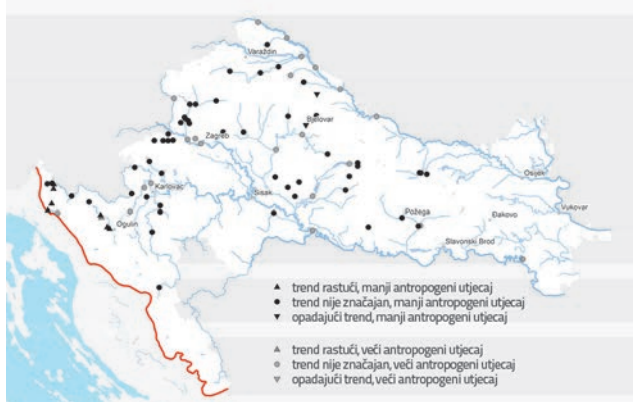 Varaždin
Bjelovar
Zagreb
Karlovac
Sisak
Ogulin
Osijek
Vukovar
Đakovo
Požega
Slavonski Brod
trend rastući, manji antropogeni utjecaj
trend nije značajan, manji antropogeni utjecaj
opadajući trend, manji antropogeni utjecaj
trend rastući, veći antropogeni utjecaj
trend nije značajan, veći antropogeni utjecaj
opadajući trend, veći antropogeni utjecaj